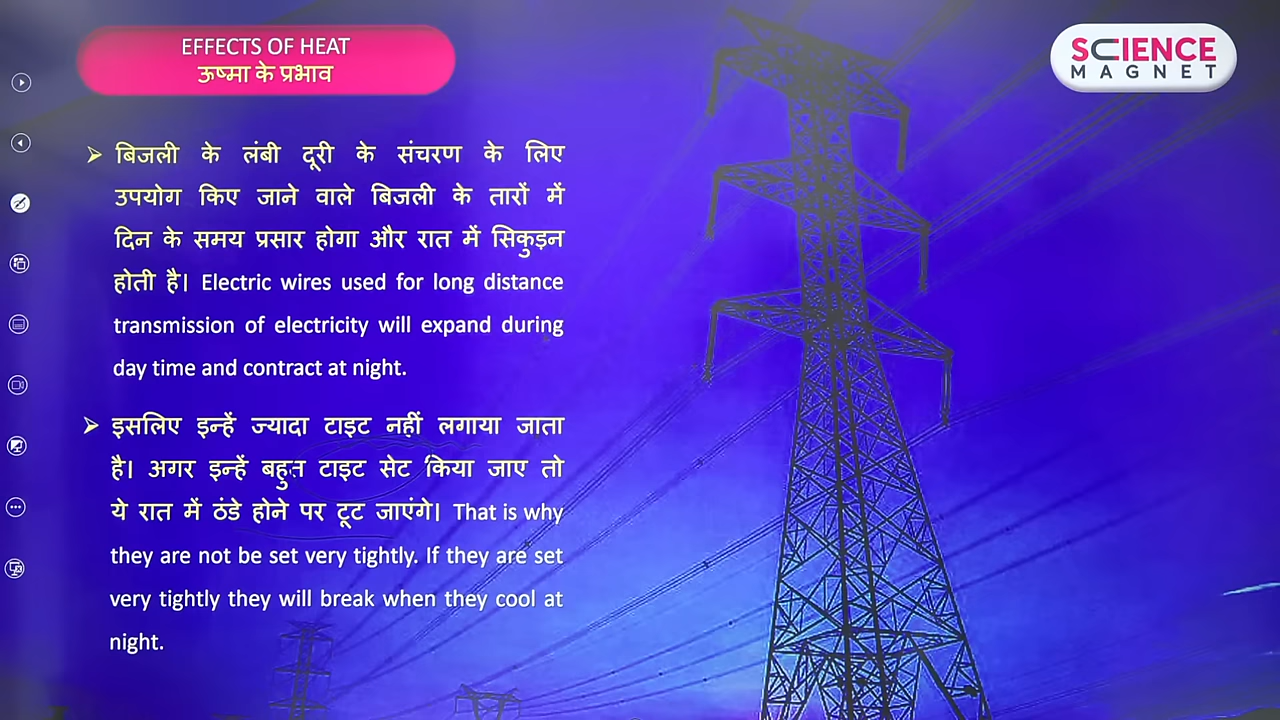 EFFECTS OF HEAT
ऊष्मा के प्रभाव
SCIENCE
MAGNET
बिजली के लंबी दूरी के संचरण के लिए
उपयोग किए जाने वाले बिजली के तारों में
दिन के समय प्रसार होगा और रात में सिकुड़न
होती है। Electric wires used for long distance
transmission of electricity will expand during
day time and contract at night.
इसलिए इन्हें ज्यादा टाइट नहीं लगाया जाता
है। अगर इन्हें बहुत टाइट सेट किया जाए तो
ये रात में ठंडे होने पर टूट जाएंगे। That is why
they are not be set very tightly. If they are set
very tightly they will break when they cool at
night.